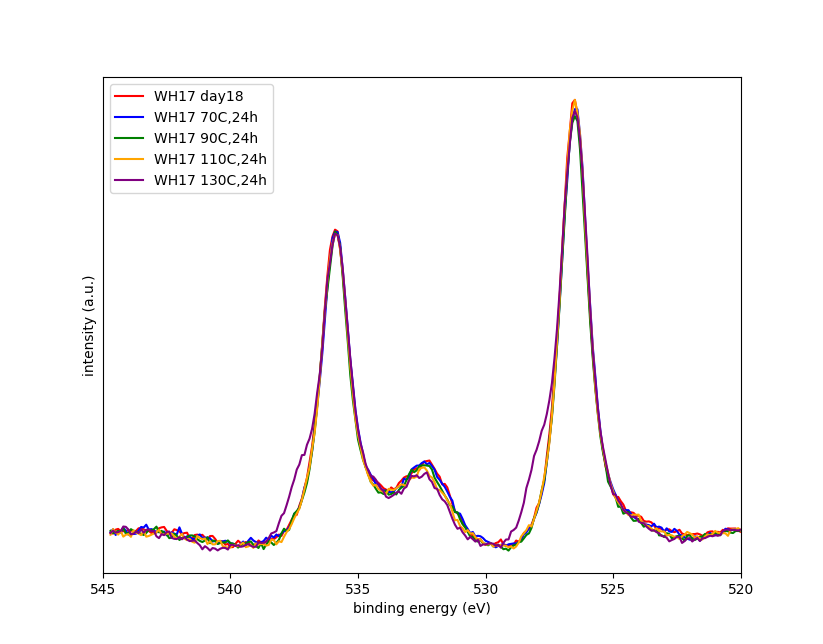 WH17 day18
WH17 70C,24h
WH17 90C,24h
WH17 110C,24h
WH17 130C,24h
intensity (a.u.)
545 540 535 530 525 520
binding energy (eV)